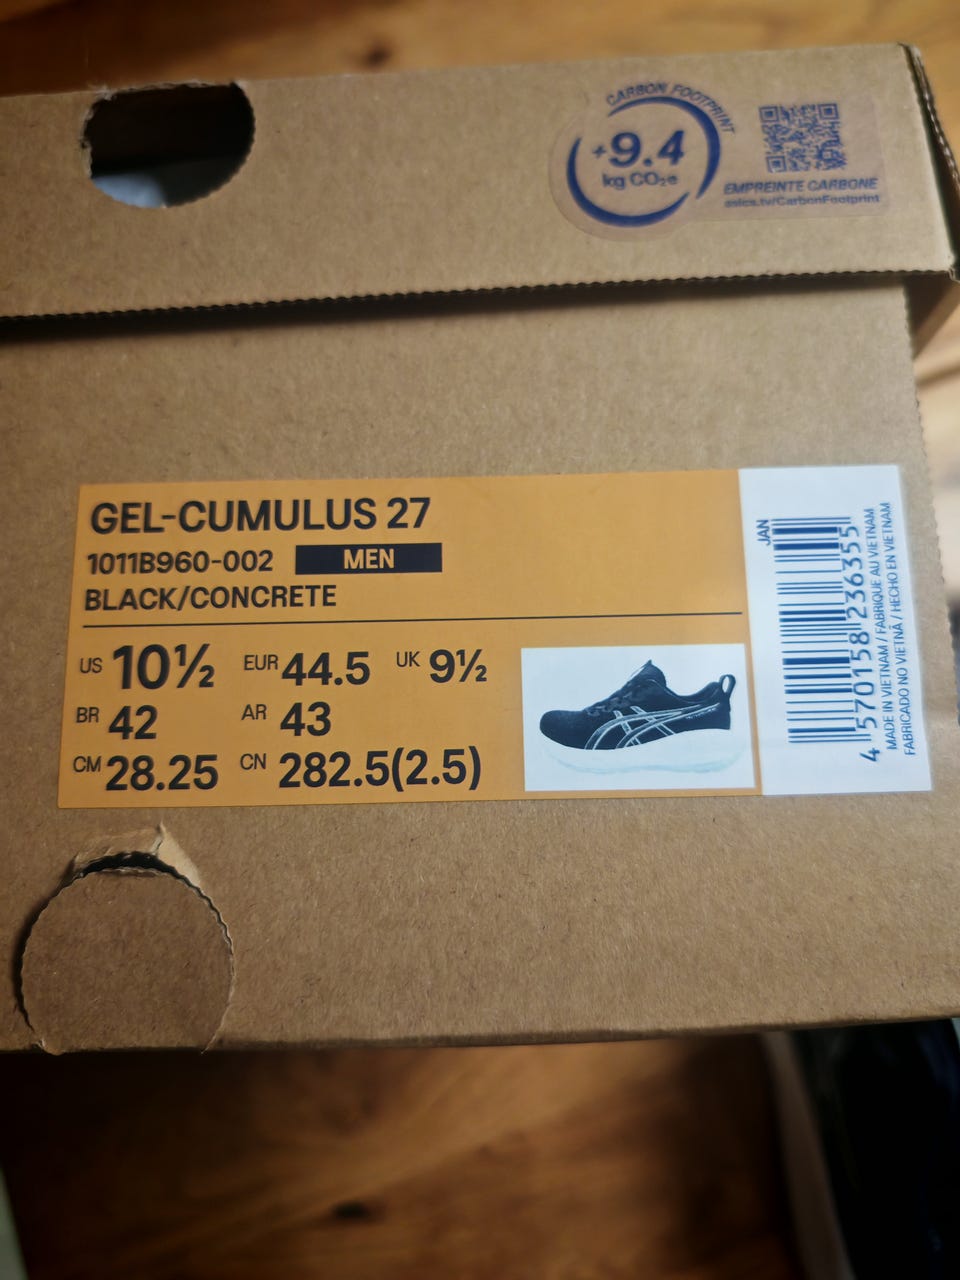 CARBON FOOTPRINT
+9.4
kg CO₂e
EMPREINTE CARBONE
asics.tv/CarbonFootprint
GEL-CUMULUS 27
1011B960-002 MEN
BLACK/CONCRETE
US 10½ EUR 44.5 UK 9½
BR 42 AR 43
CM 28.25 CN 282.5(2.5)
JAN
4 570158 236355
MADE IN VIETNAM / FABRIQUE AU VIETNAM
FABRICADO NO VIETNÃ / HECHO EN VIETNAM